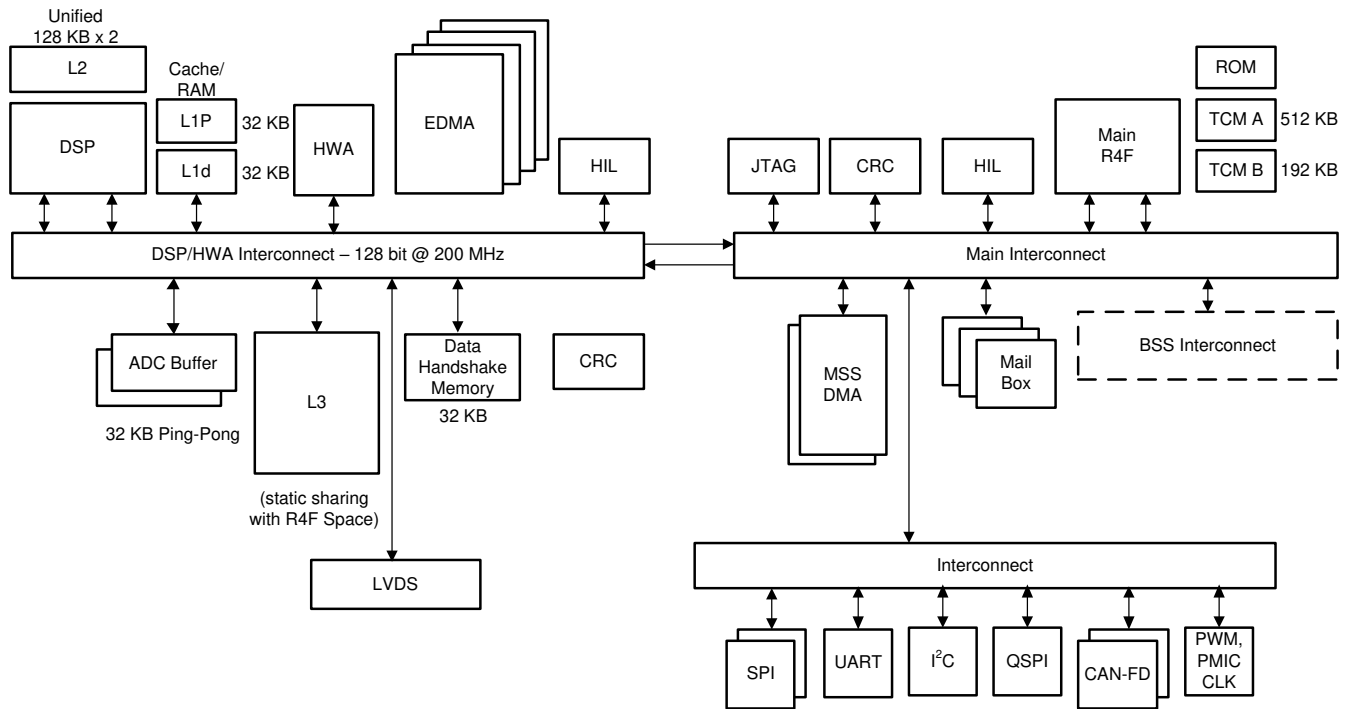 Unified
128 KB x 2
L2
Cache/
RAM
DSP
L1P
32 KB
L1d
32 KB
HWA
EDMA
HIL
JTAG
CRC
HIL
Main
R4F
ROM
TCM A
512 KB
TCM B
192 KB
DSP/HWA Interconnect – 128 bit @ 200 MHz
Main Interconnect
ADC Buffer
32 KB Ping-Pong
L3
(static sharing
with R4F Space)
Data
Handshake
Memory
32 KB
CRC
LVDS
MSS
DMA
Mail
Box
BSS Interconnect
Interconnect
SPI
UART
I²C
QSPI
CAN-FD
PWM,
PMIC
CLK